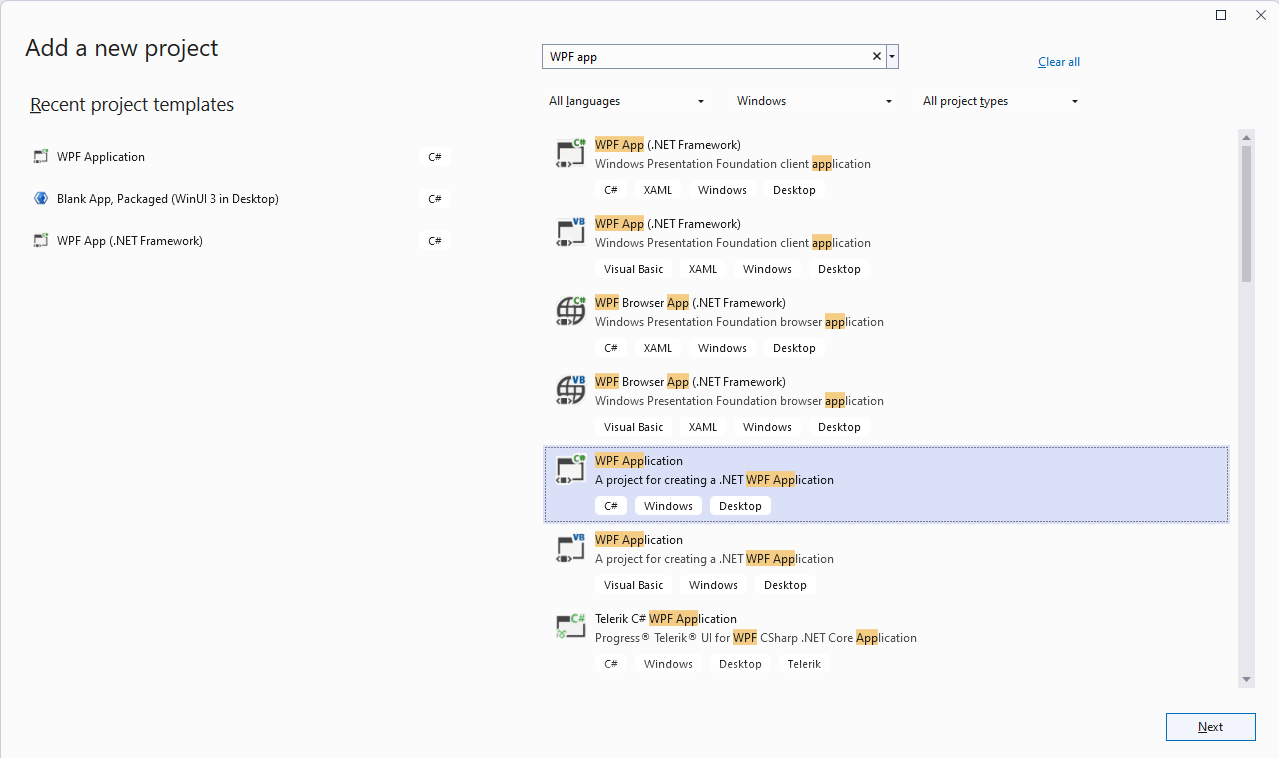 Add a new project
WPF app
Clear all
Recent project templates
All languages
Windows
All project types
WPF Application
C#
Blank App, Packaged (WinUI 3 in Desktop)
C#
WPF App (.NET Framework)
C#
C#
WPF App (.NET Framework)
Windows Presentation Foundation client application
C# XAML Windows Desktop
VB
WPF App (.NET Framework)
Windows Presentation Foundation client application
Visual Basic XAML Windows Desktop
C#
WPF Browser App (.NET Framework)
Windows Presentation Foundation browser application
C# XAML Windows Desktop
VB
WPF Browser App (.NET Framework)
Windows Presentation Foundation browser application
Visual Basic XAML Windows Desktop
C#
WPF Application
A project for creating a .NET WPF Application
C# Windows Desktop
VB
WPF Application
A project for creating a .NET WPF Application
Visual Basic Windows Desktop
C#
Telerik C# WPF Application
Progress® Telerik® UI for WPF CSharp .NET Core Application
C# Windows Desktop Telerik
Next